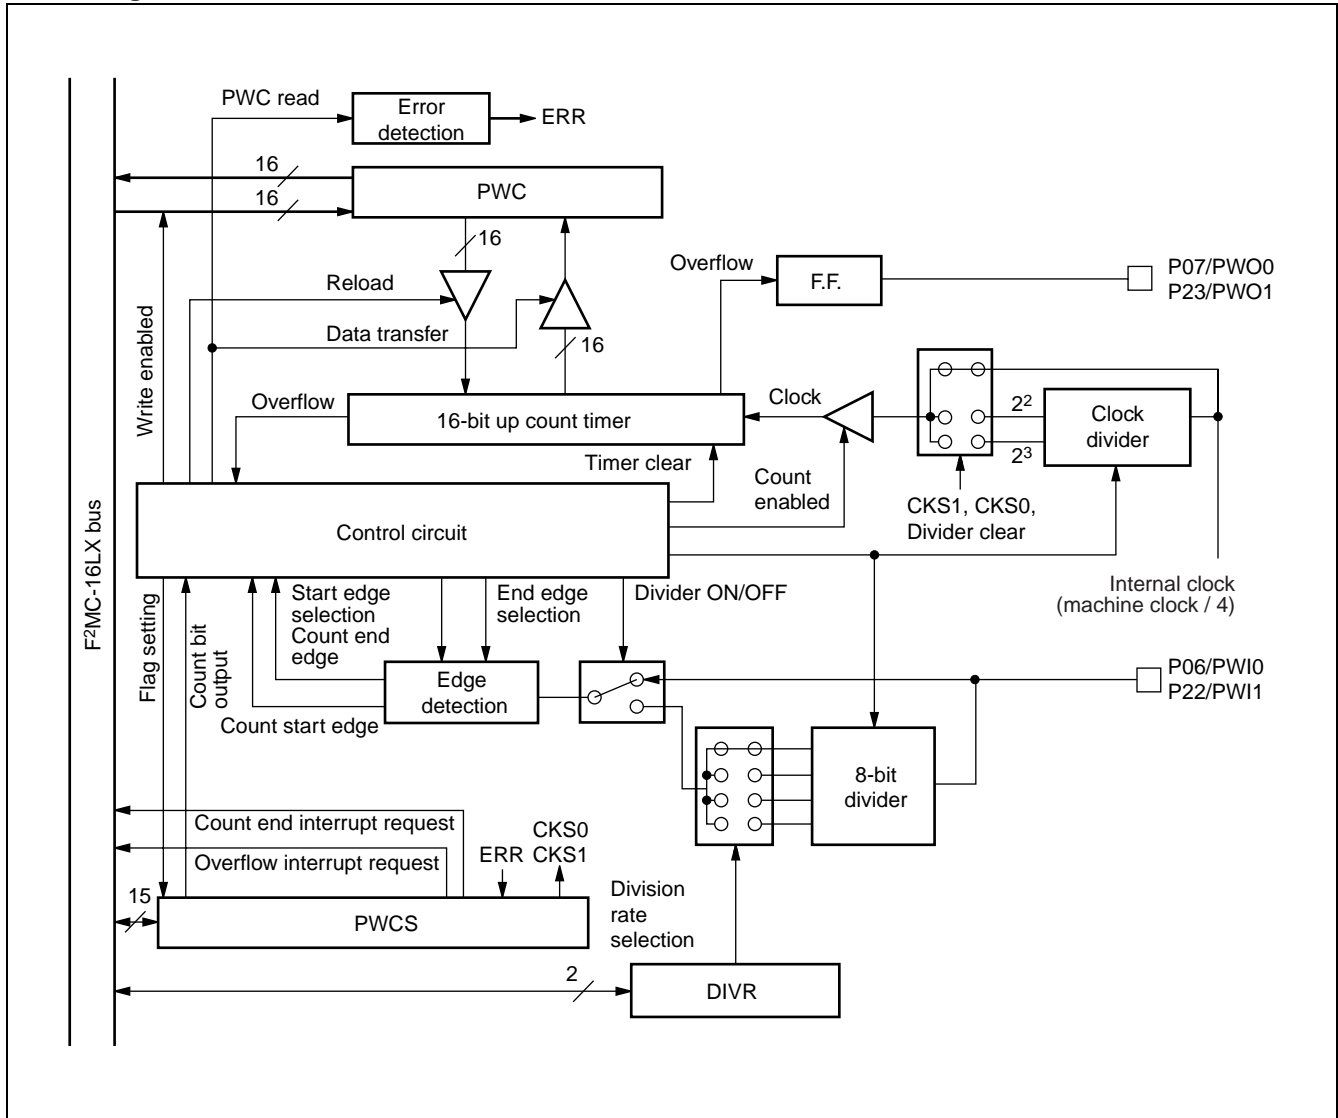 PWC read
Error
detection
ERR
16
PWC
16
16
Overflow
F.F.
P07/PWO0
P23/PWO1
Reload
Data transfer
16
Write enabled
Overflow
16-bit up count timer
Clock
2²
Clock
divider
2³
Timer clear
Count
enabled
CKS1, CKS0,
Divider clear
Control circuit
F²MC-16LX bus
Internal clock
(machine clock / 4)
Flag setting
Count bit
output
Start edge
selection
Count end
edge
End edge
selection
Divider ON/OFF
Edge
detection
P06/PWI0
P22/PWI1
Count start edge
8-bit
divider
Count end interrupt request
Overflow interrupt request
ERR
CKS0
CKS1
15
PWCS
Division
rate
selection
2
DIVR